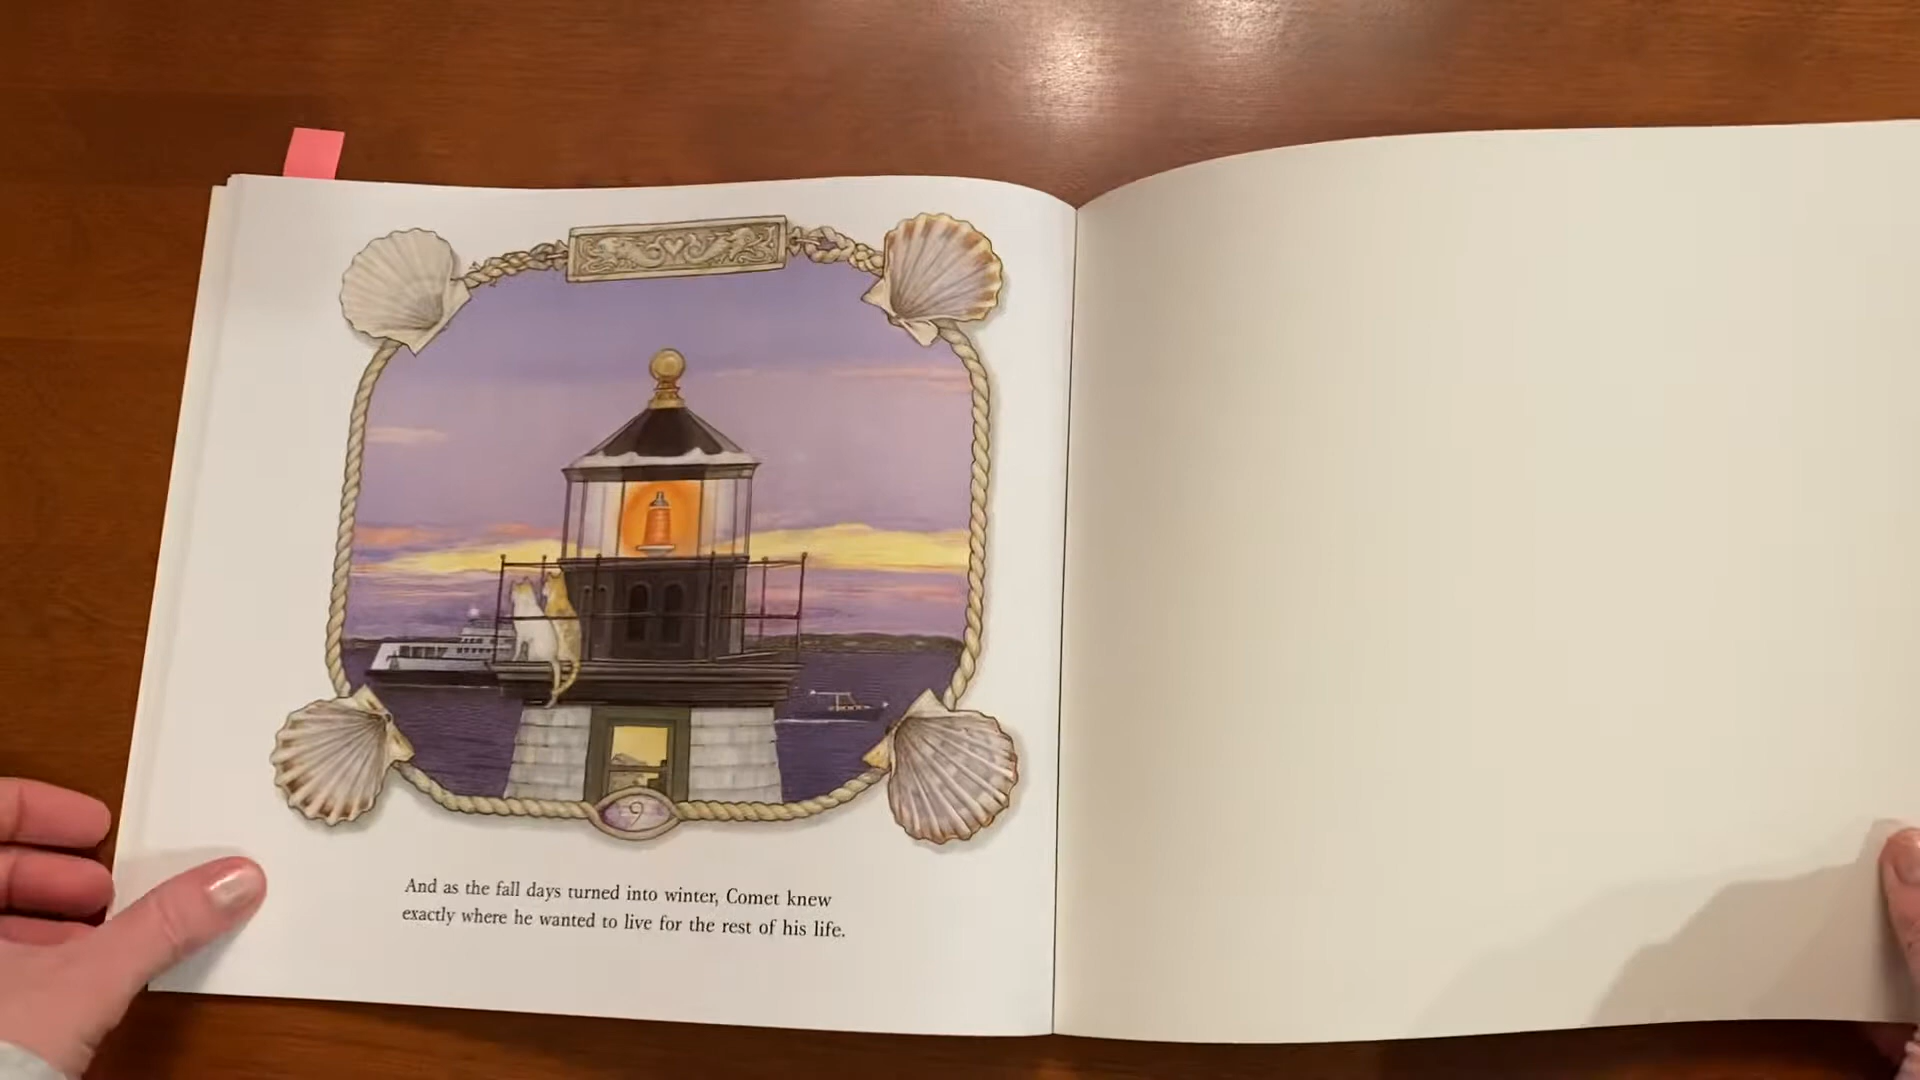 9
And as the fall days turned into winter, Comet knew
exactly where he wanted to live for the rest of his life.